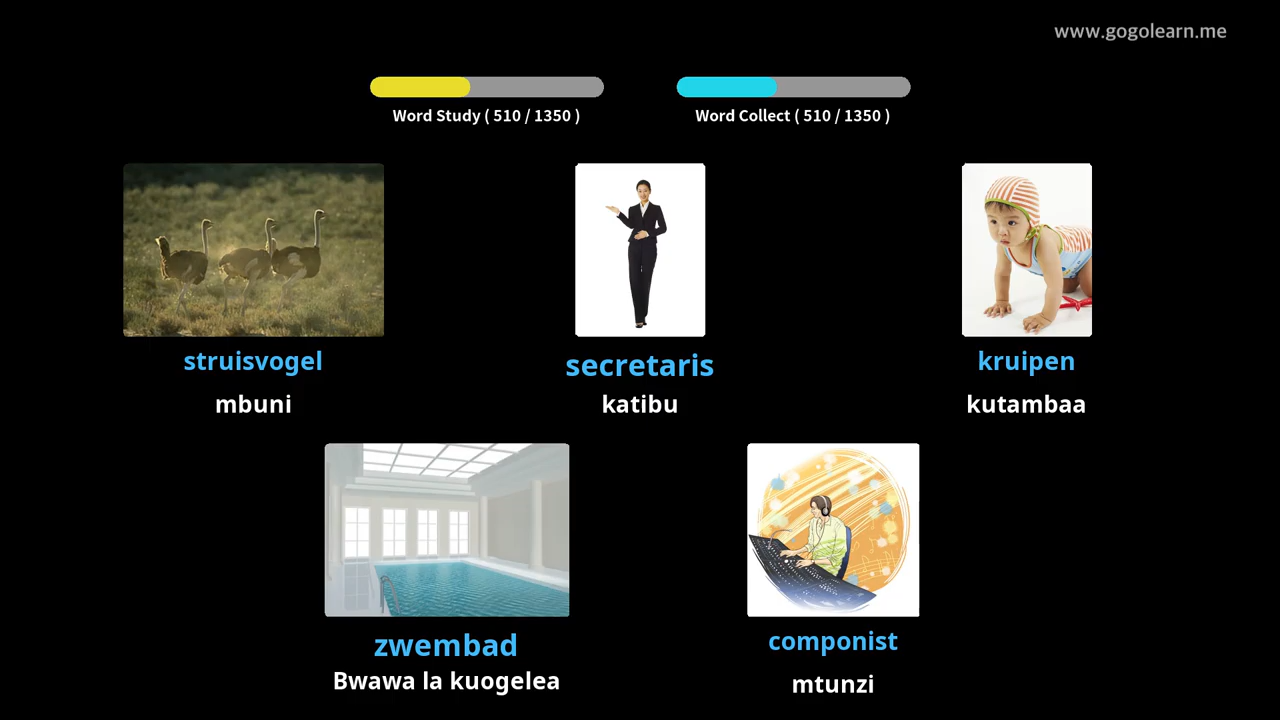 www.gogolearn.me
Word Study ( 510 / 1350 )
Word Collect ( 510 / 1350 )
struisvogel
mbuni
secretaris
katibu
kruipen
kutambaa
zwembad
Bwawa la kuogelea
componist
mtunzi